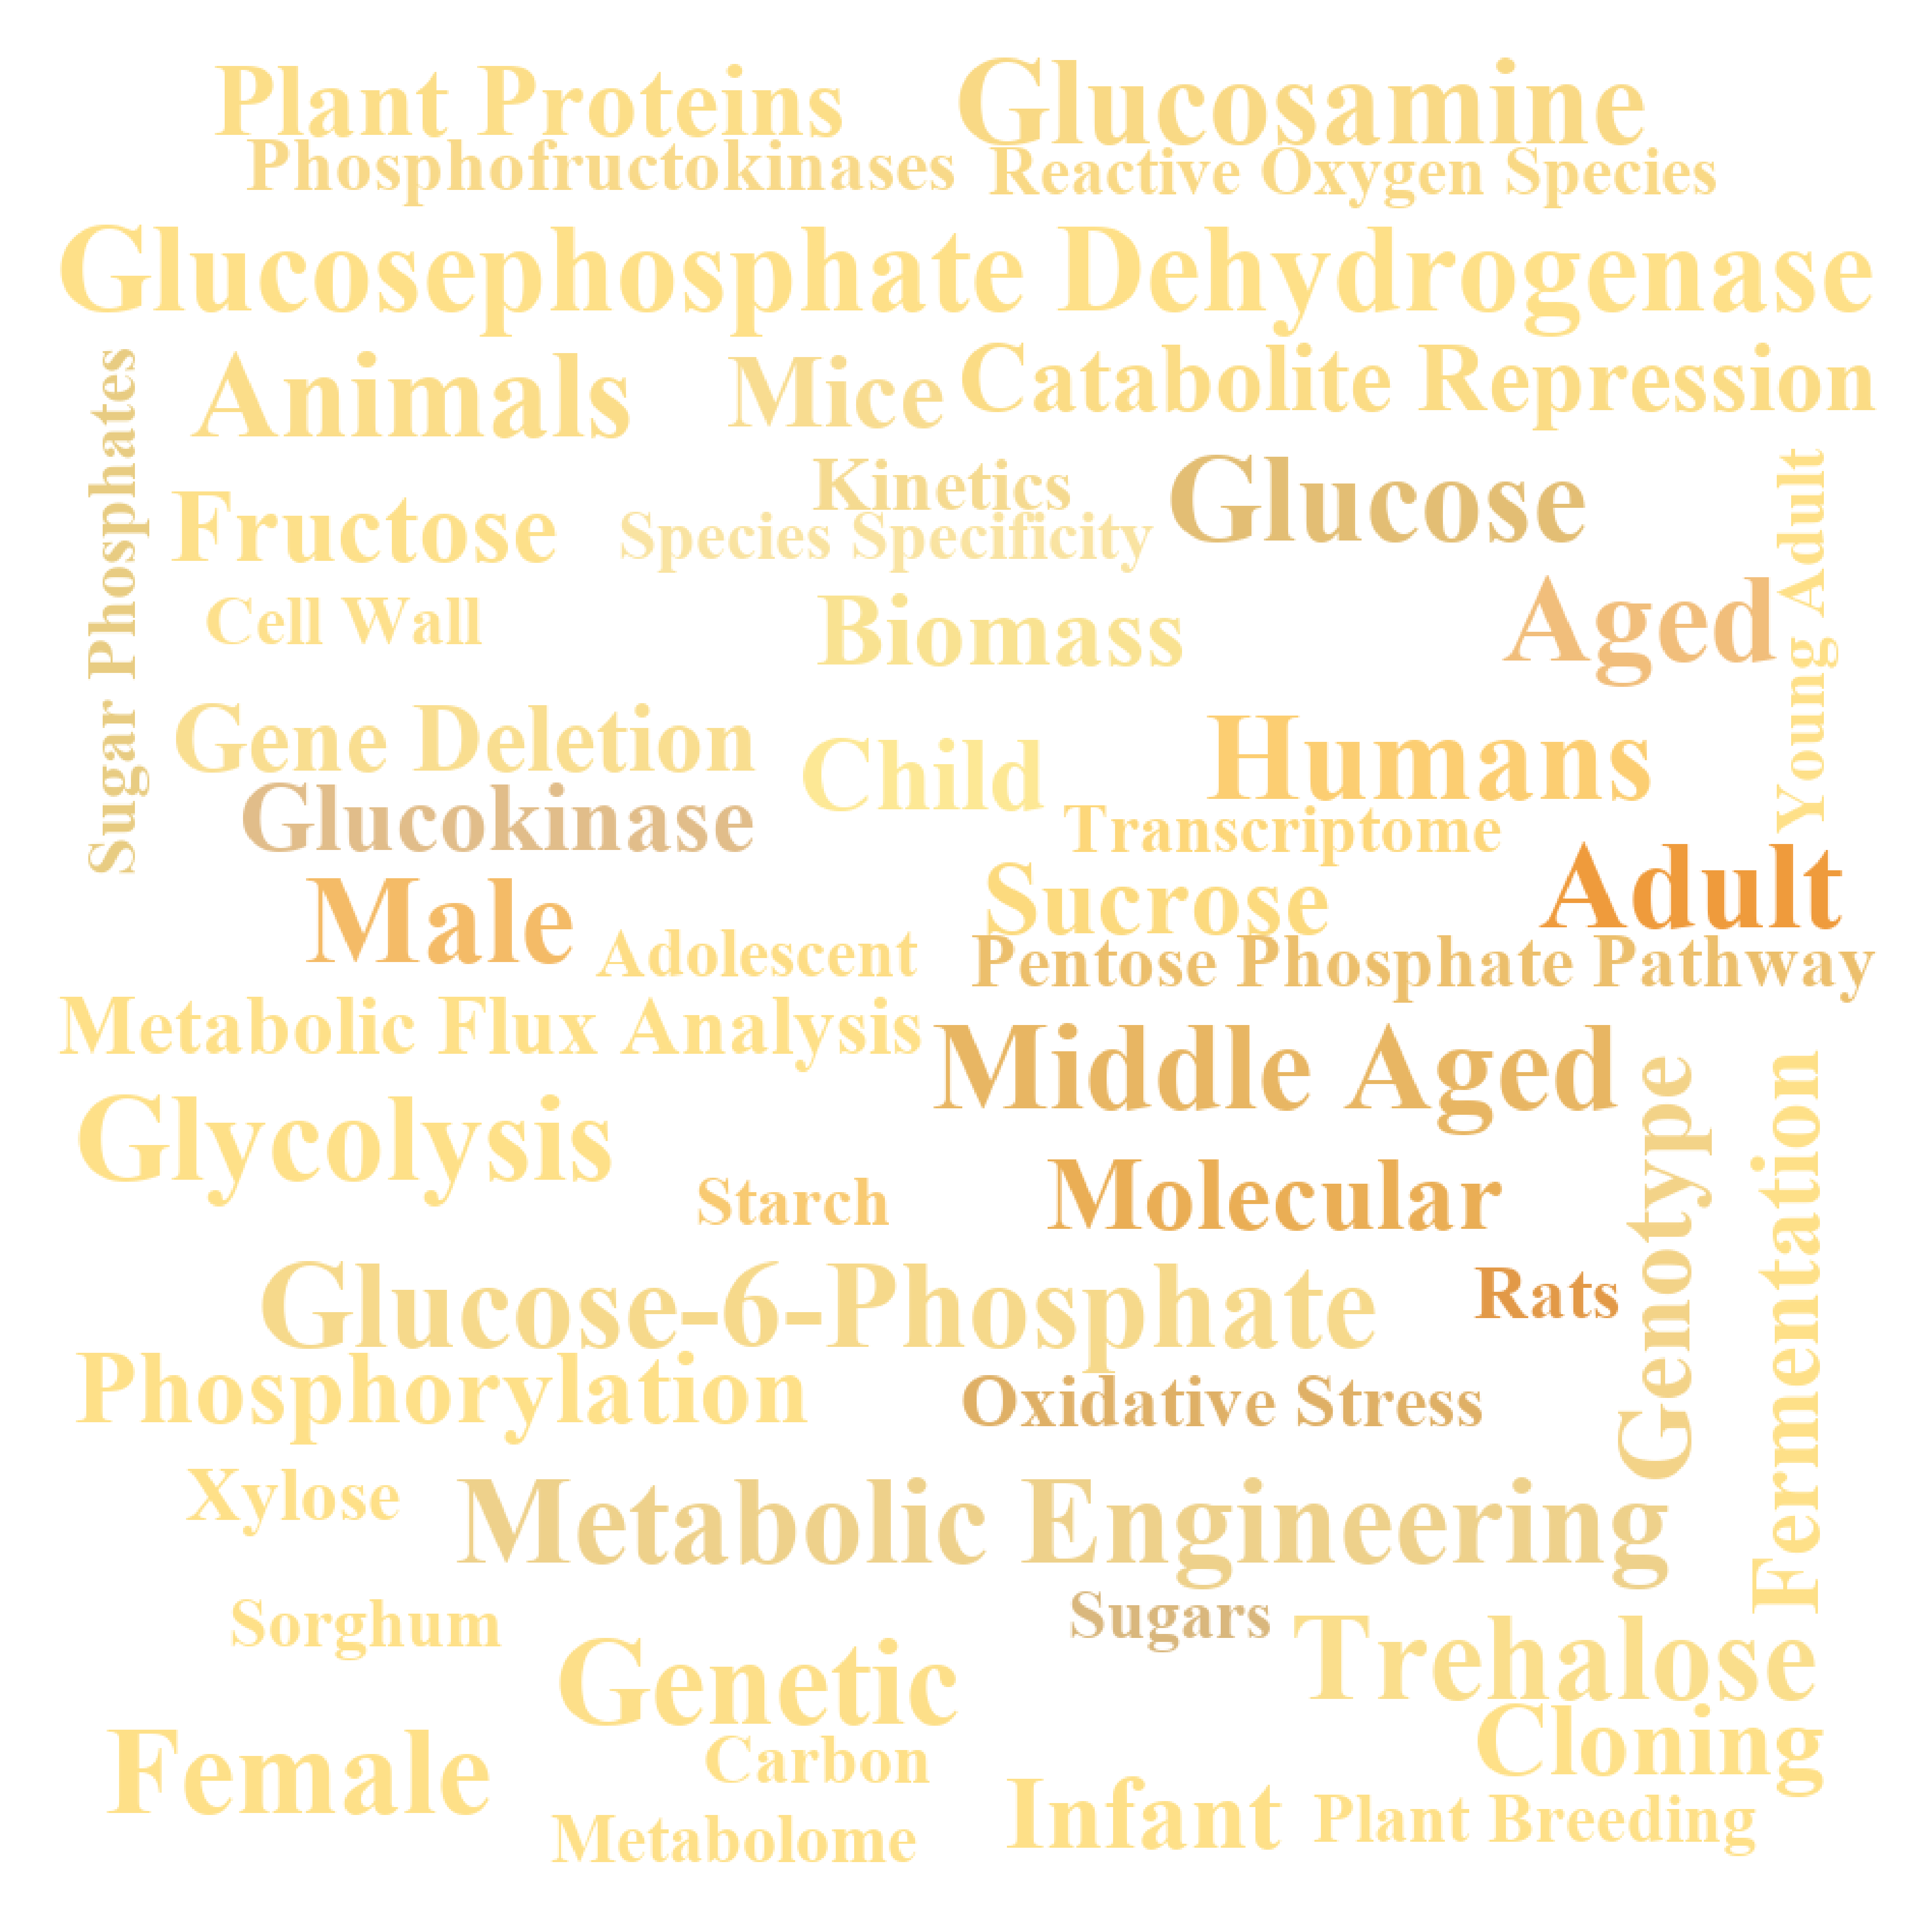 Plant Proteins
Glucosamine
Phosphofructokinases
Reactive Oxygen Species
Glucosephosphate Dehydrogenase
Sugar Phosphates
Animals
Mice
Catabolite Repression
Kinetics
Glucose
Young Adult
Fructose
Species Specificity
Cell Wall
Biomass
Aged
Gene Deletion
Child
Humans
Glucokinase
Transcriptome
Male
Sucrose
Adult
Adolescent
Pentose Phosphate Pathway
Metabolic Flux Analysis
Middle Aged
Genotype
Fermentation
Glycolysis
Starch
Molecular
Glucose-6-Phosphate
Rats
Phosphorylation
Oxidative Stress
Xylose
Metabolic Engineering
Sorghum
Sugars
Trehalose
Genetic
Cloning
Female
Carbon
Infant
Plant Breeding
Metabolome